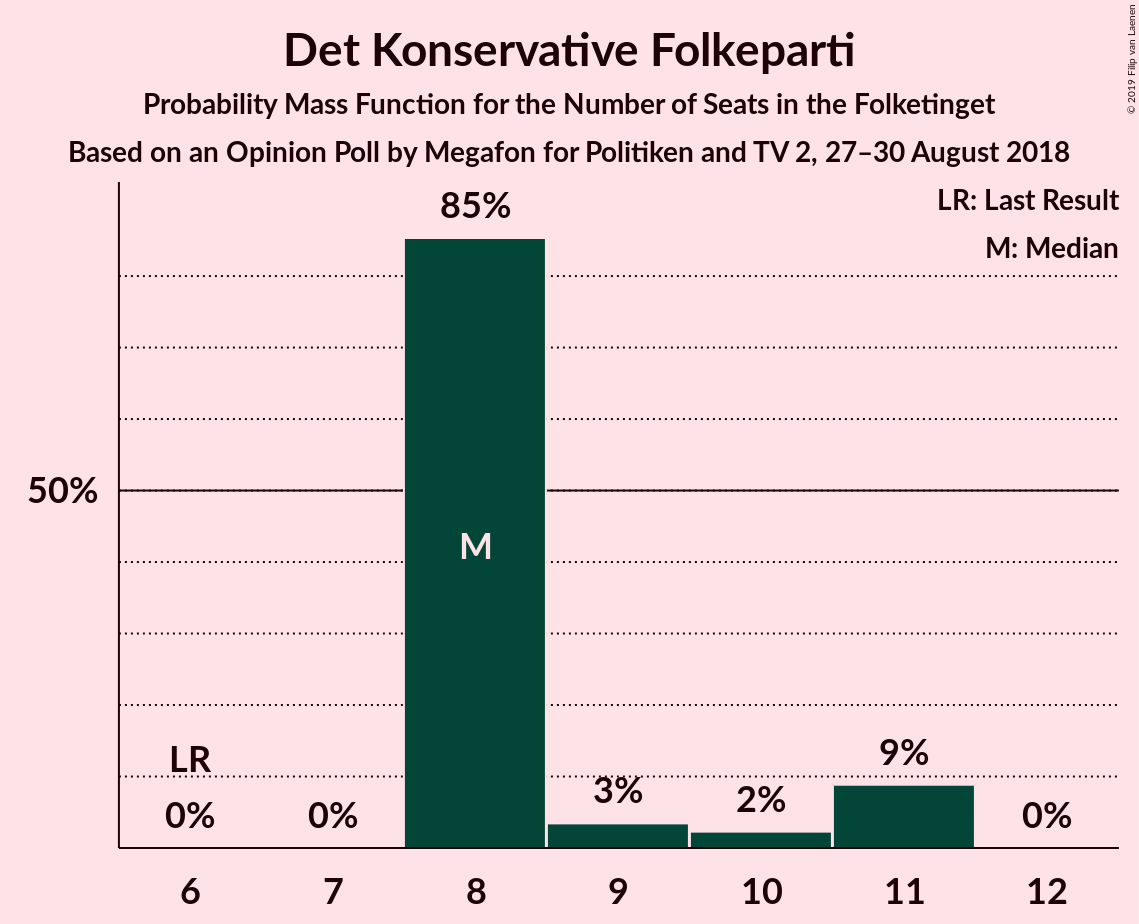 Det Konservative Folkeparti
Probability Mass Function for the Number of Seats in the Folketinget
Based on an Opinion Poll by Megafon for Politiken and TV 2, 27–30 August 2018
© 2019 Filip van Laenen
LR: Last Result
M: Median
85%
50%
M
LR
0%
0%
3%
2%
9%
0%
6 7 8 9 10 11 12